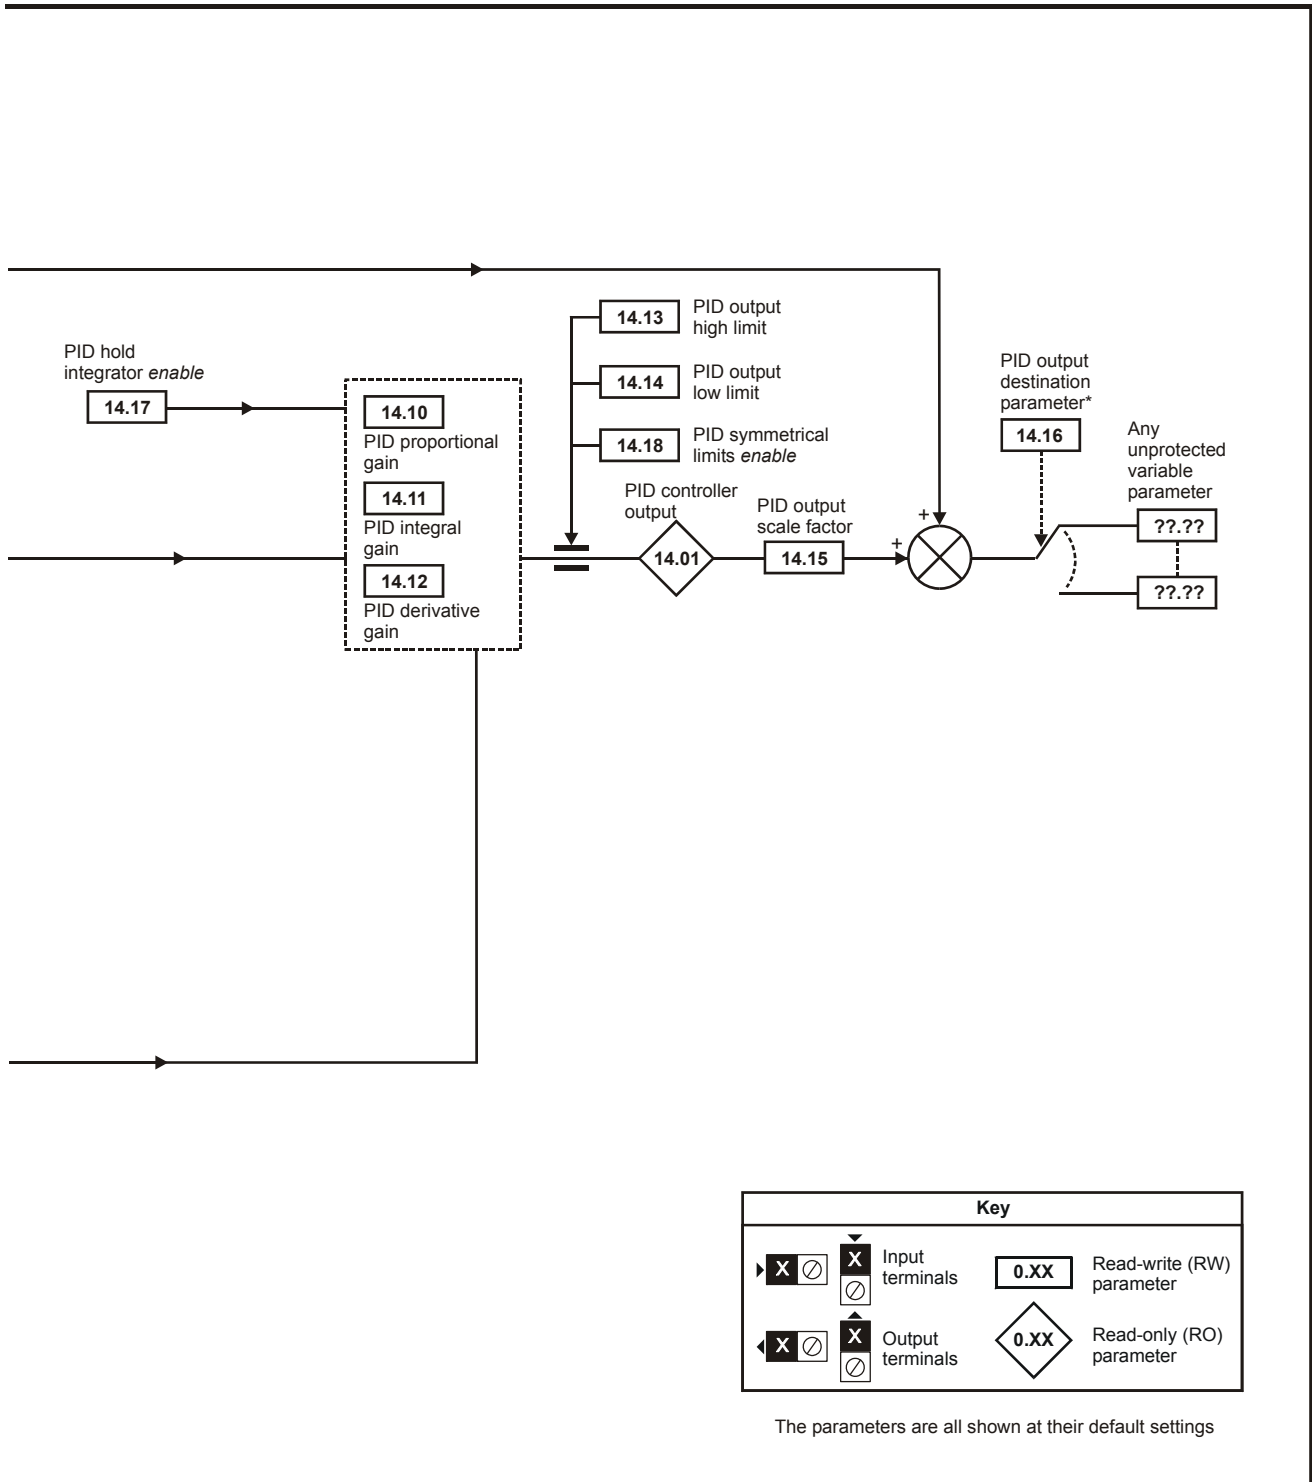 14.13
PID output
high limit
PID hold
integrator enable
14.17
14.14
PID output
low limit
14.18
PID symmetrical
limits enable
14.10
PID proportional
gain
14.11
PID integral
gain
14.12
PID derivative
gain
PID controller
output
14.01
PID output
scale factor
14.15
+
+
PID output
destination
parameter*
14.16
Any
unprotected
variable
parameter
??.??
??.??
Key
X
X
Input
terminals
0.XX
Read-write (RW)
parameter
X
X
Output
terminals
0.XX
Read-only (RO)
parameter
The parameters are all shown at their default settings